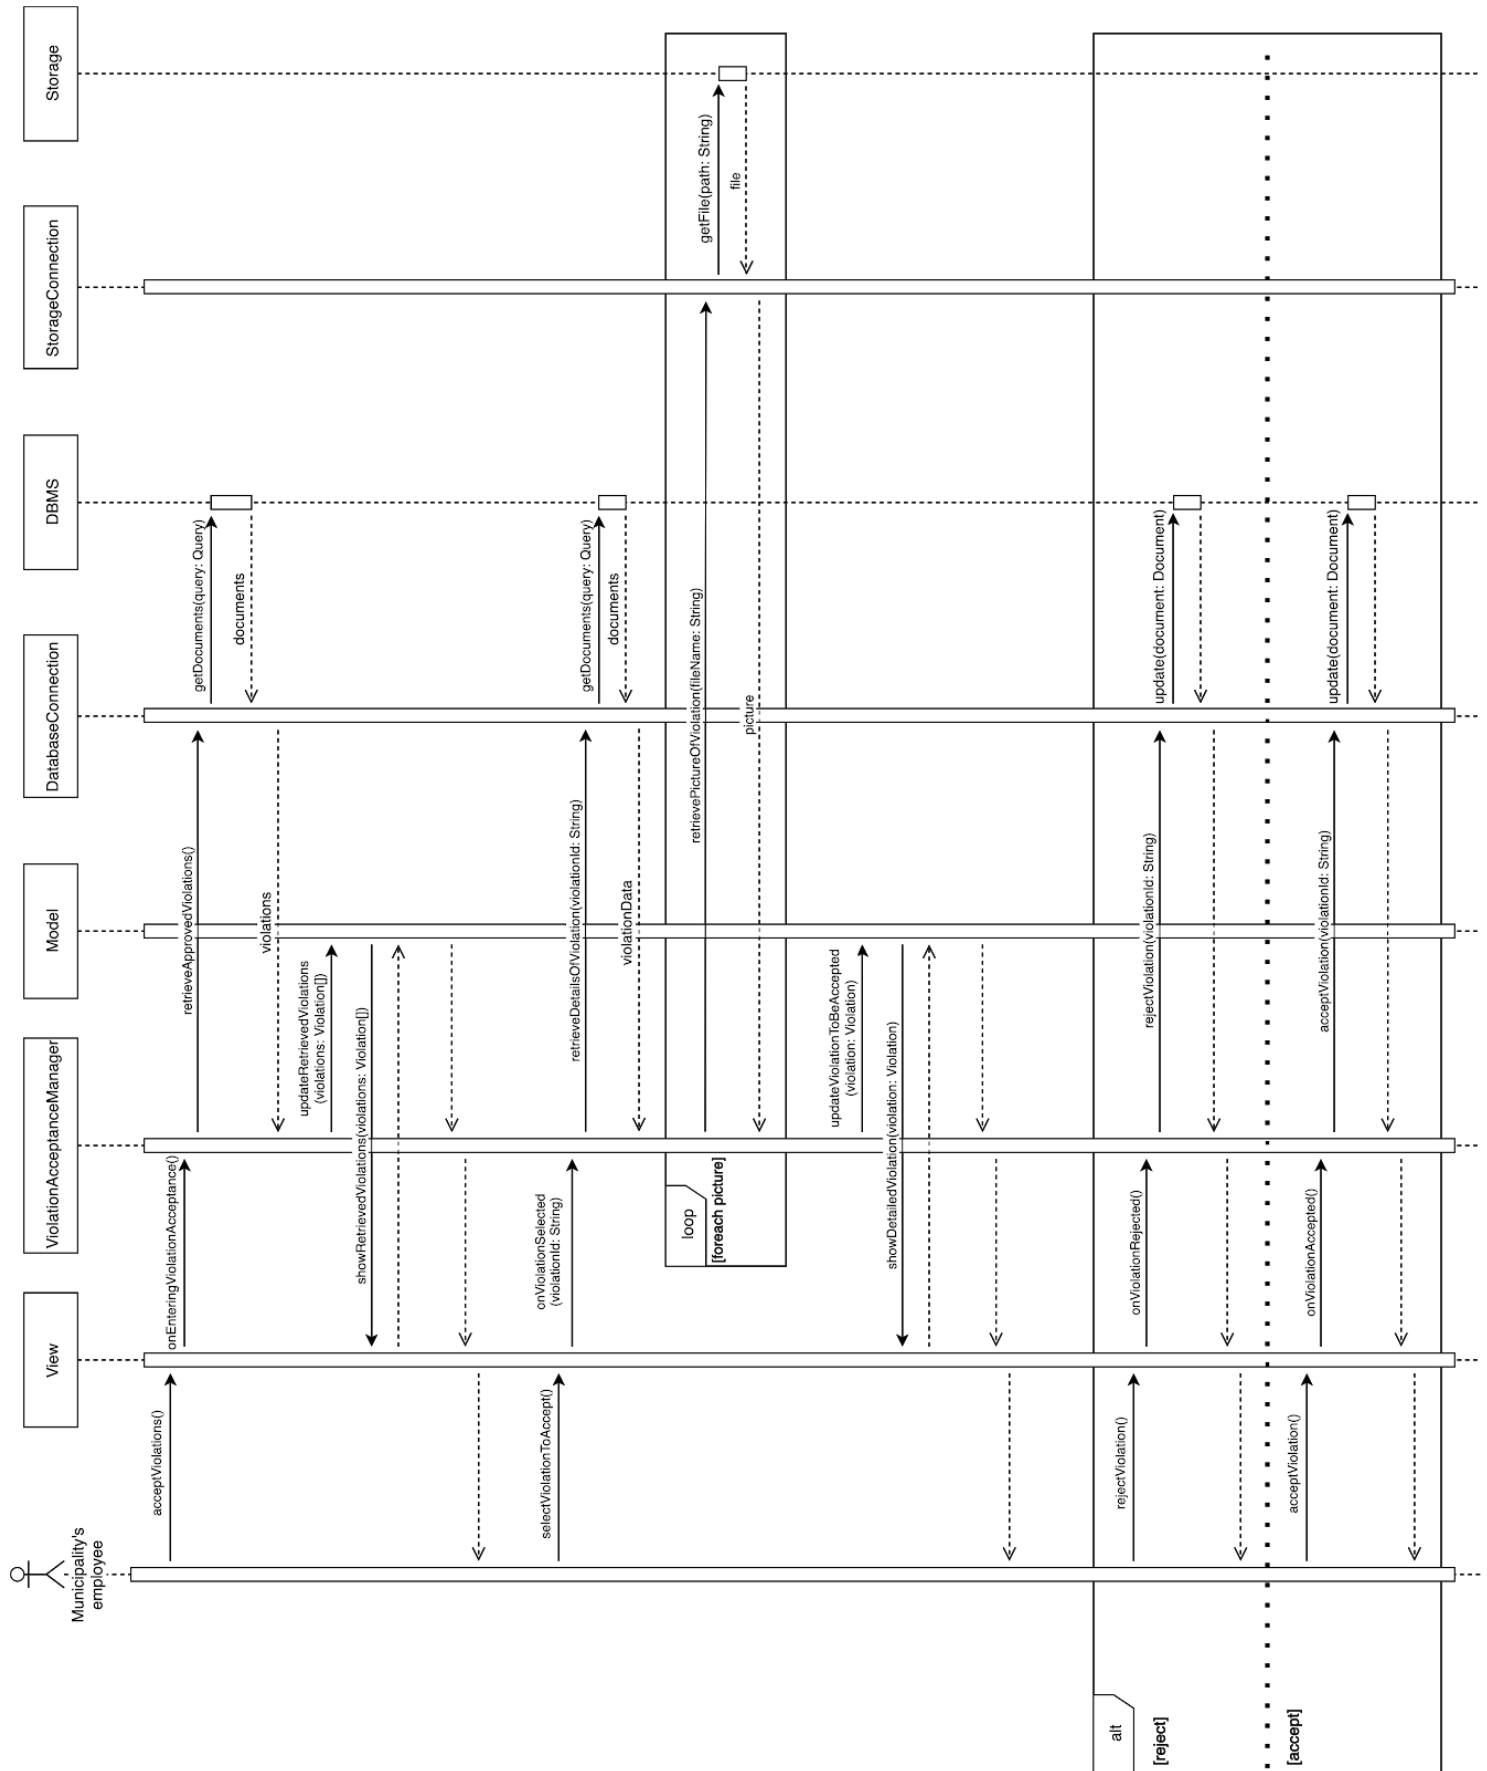 Municipality's
employee
View
ViolationAcceptanceManager
Model
DatabaseConnection
DBMS
StorageConnection
Storage
acceptViolations()
onEnteringViolationAcceptance()
retrieveApprovedViolations()
getDocuments(query: Query)
documents
violations
updateRetrievedViolations
(violations: Violation[])
showRetrievedViolations(violations: Violation[])
selectViolationToAccept()
onViolationSelected
(violationId: String)
retrieveDetailsOfViolation(violationId: String)
getDocuments(query: Query)
documents
violationData
loop
[foreach picture]
retrievePictureOfViolation(fileName: String)
getFile(path: String)
file
picture
updateViolationToBeAccepted
(violation: Violation)
showDetailedViolation(violation: Violation)
alt
[reject]
rejectViolation()
onViolationRejected()
rejectViolation(violationId: String)
update(document: Document)
[accept]
acceptViolation()
onViolationAccepted()
acceptViolation(violationId: String)
update(document: Document)